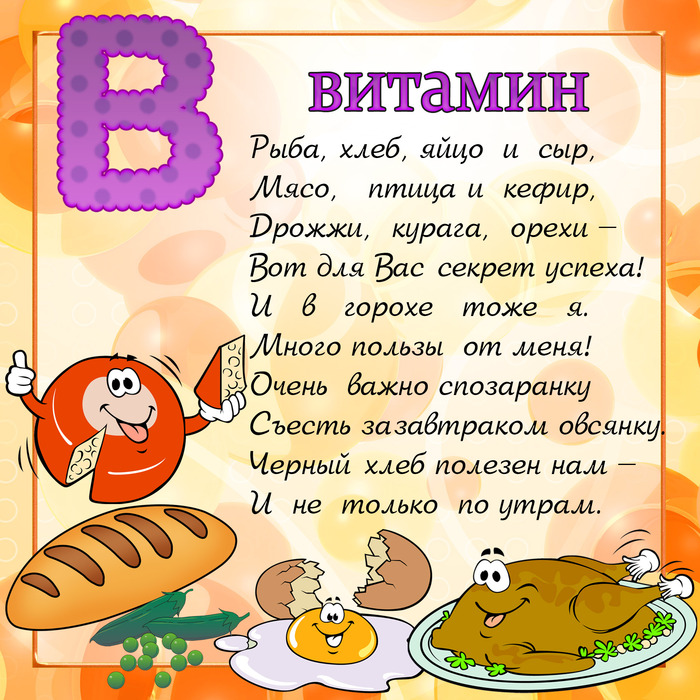 В
витамин
Рыба, хлеб, яйцо и сыр,
Мясо, птица и кефир,
Дрожжи, курага, орехи –
Вот для Вас секрет успеха!
И в горохе тоже я.
Много пользы от меня!
Очень важно спозаранку
Съесть зазавтраком овсянку.
Черный хлеб полезен нам –
И не только по утрам.